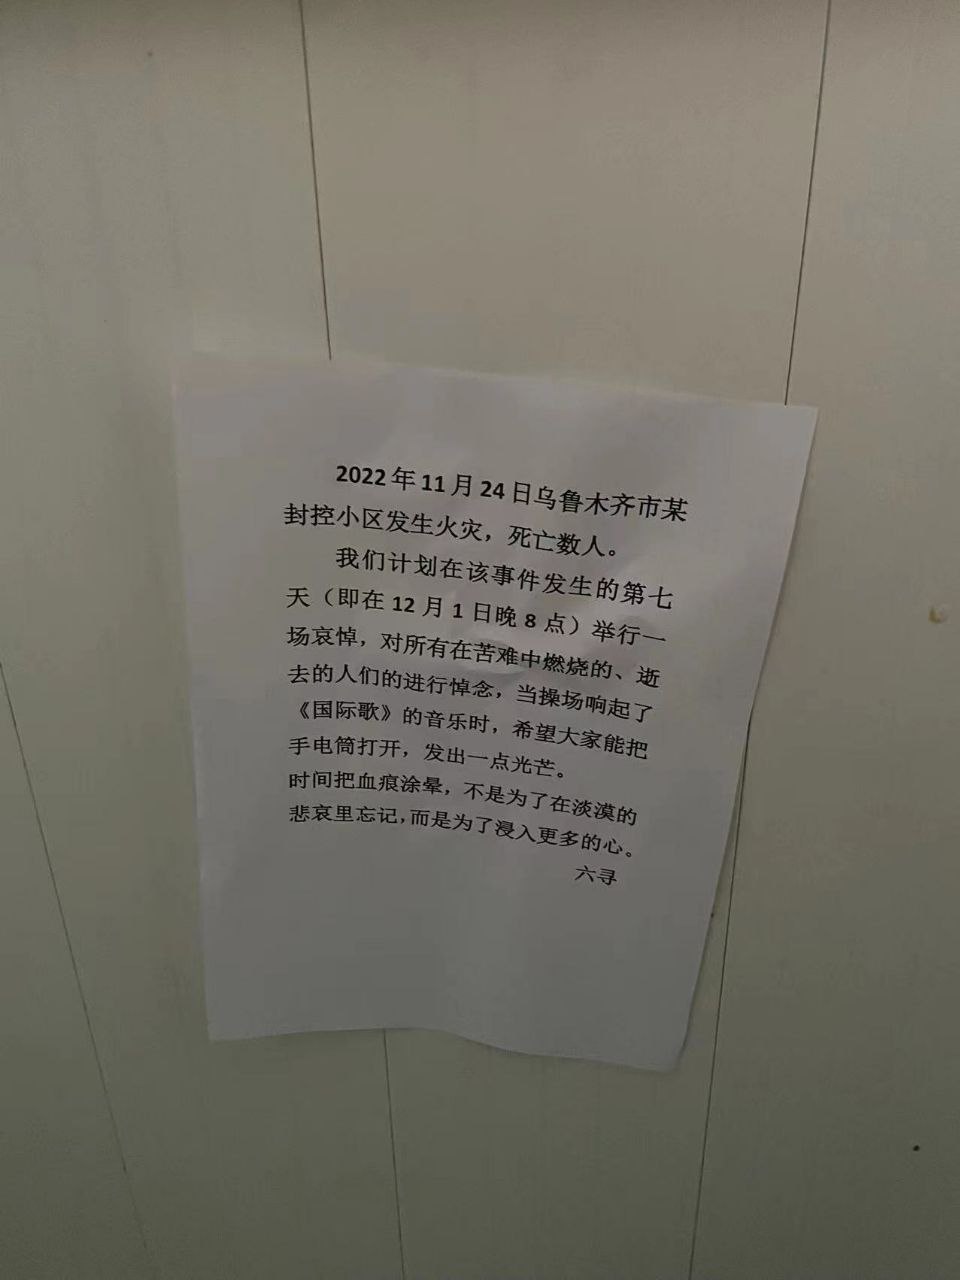 2022年11月24日乌鲁木齐市某
封控小区发生火灾，死亡数人。
我们计划在该事件发生的第七
天（即在12月1日晚8点）举行一
场哀悼，对所有在苦难中燃烧的、逝
去的人们的进行悼念，当操场响起了
《国际歌》的音乐时，希望大家能把
手电筒打开，发出一点光芒。
时间把血痕涂晕，不是为了在淡漠的
悲哀里忘记，而是为了浸入更多的心。
六寻